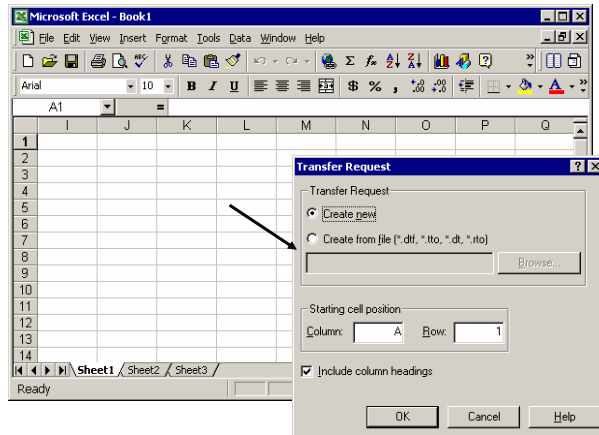 Microsoft Excel - Book1
File Edit View Insert Format Tools Data Window Help
Arial 10 B I U $ % ,
A1 =
I J K L M N O P Q
1
2
3
4
5
6
7
8
9
10
11
12
13
14
Sheet1 Sheet2 Sheet3
Ready
Transfer Request
Transfer Request
Create new
Create from file (*.dtf, *.tto, *.dt, *.rto)
Browse...
Starting cell position
Column: A Row: 1
Include column headings
OK Cancel Help